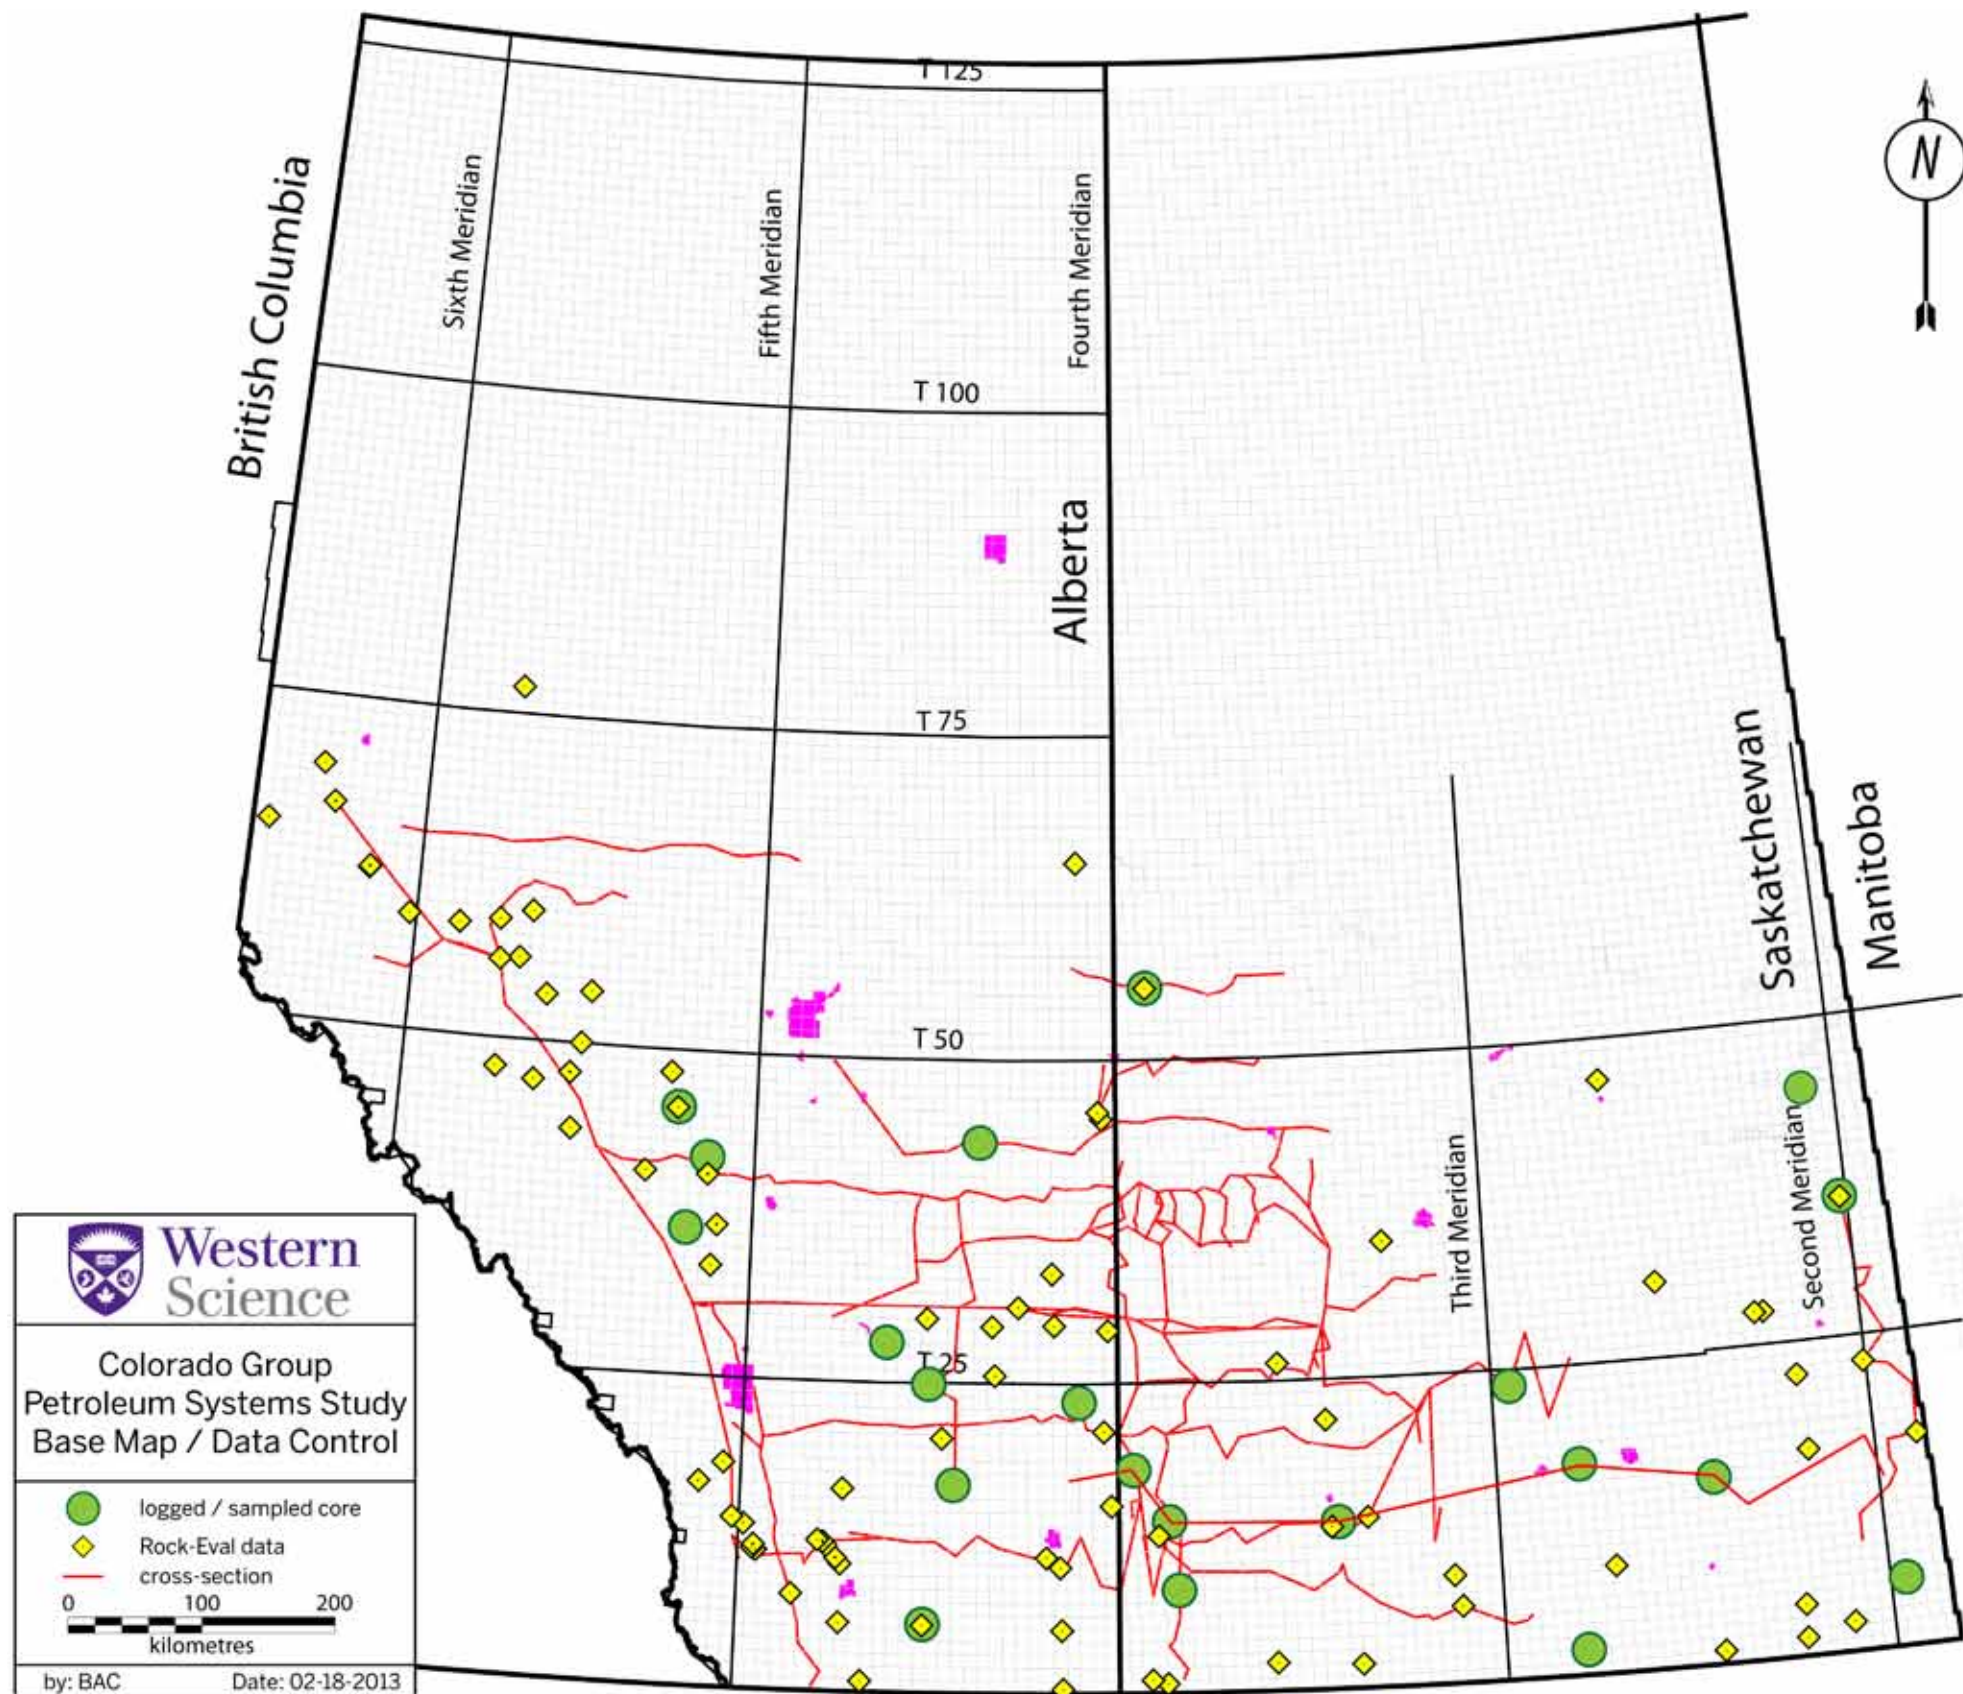 T 125
N
British Columbia
Sixth Meridian
Fifth Meridian
Fourth Meridian
T 100
Alberta
T 75
Saskatchewan
Manitoba
T 50
Third Meridian
Second Meridian
T 25
Western
Science
Colorado Group
Petroleum Systems Study
Base Map / Data Control
logged / sampled core
Rock-Eval data
cross-section
0 100 200
kilometres
by: BAC Date: 02-18-2013